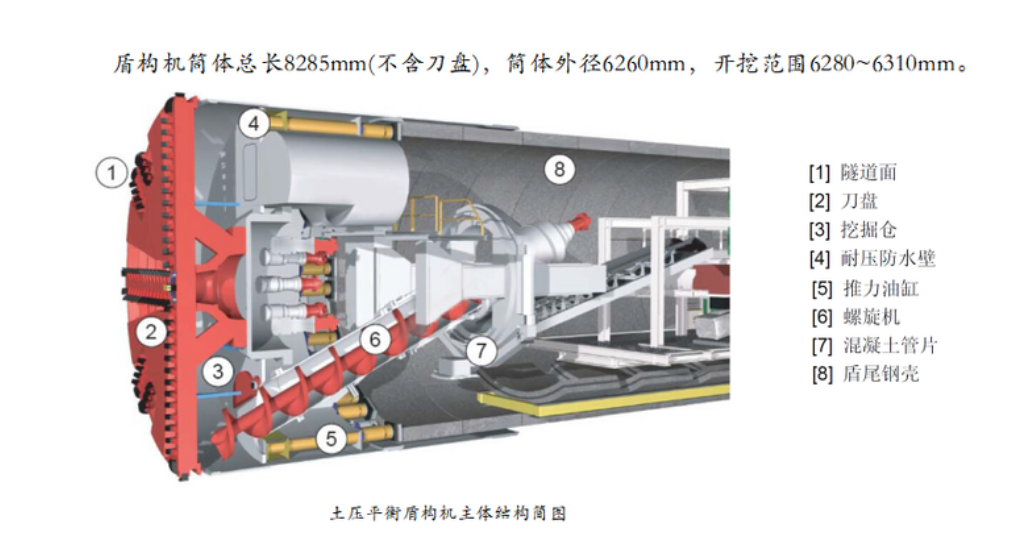 盾构机筒体总长8285mm(不含刀盘)，筒体外径6260mm，开挖范围6280~6310mm。
4
1
8
[1] 隧道面
[2] 刀盘
[3] 挖掘仓
[4] 耐压防水壁
[5] 推力油缸
[6] 螺旋机
[7] 混凝土管片
[8] 盾尾钢壳
2
6
7
3
5
土压平衡盾构机主体结构简图